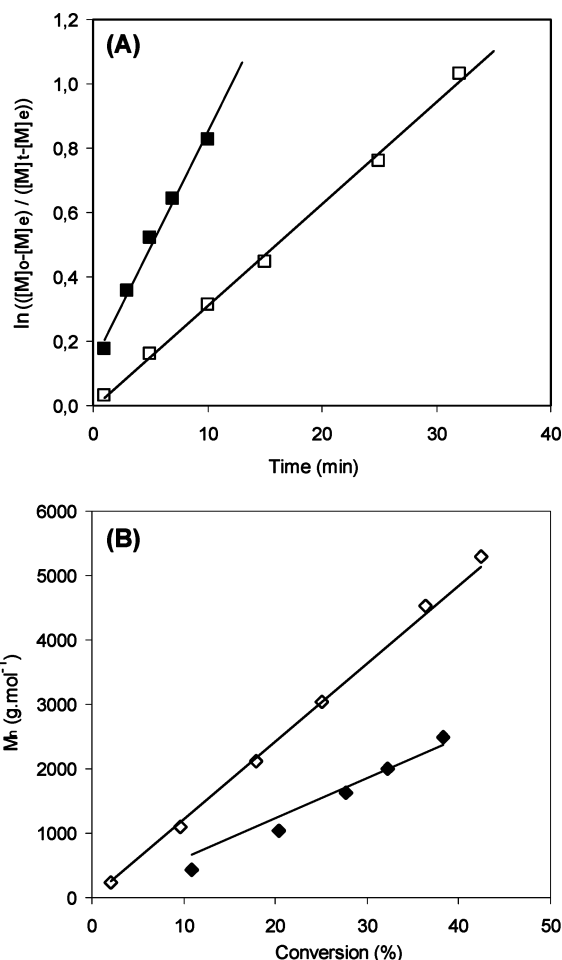 (A)
ln (([M]o-[M]e) / ([M]t-[M]e))
1,2
1,0
0,8
0,6
0,4
0,2
0,0
0 10 20 30 40
Time (min)
(B)
Mn (g.mol-1)
6000
5000
4000
3000
2000
1000
0
0 10 20 30 40 50
Conversion (%)